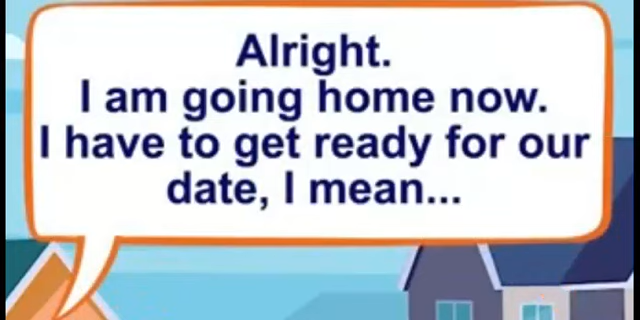 Alright.
I am going home now.
I have to get ready for our
date, I mean...